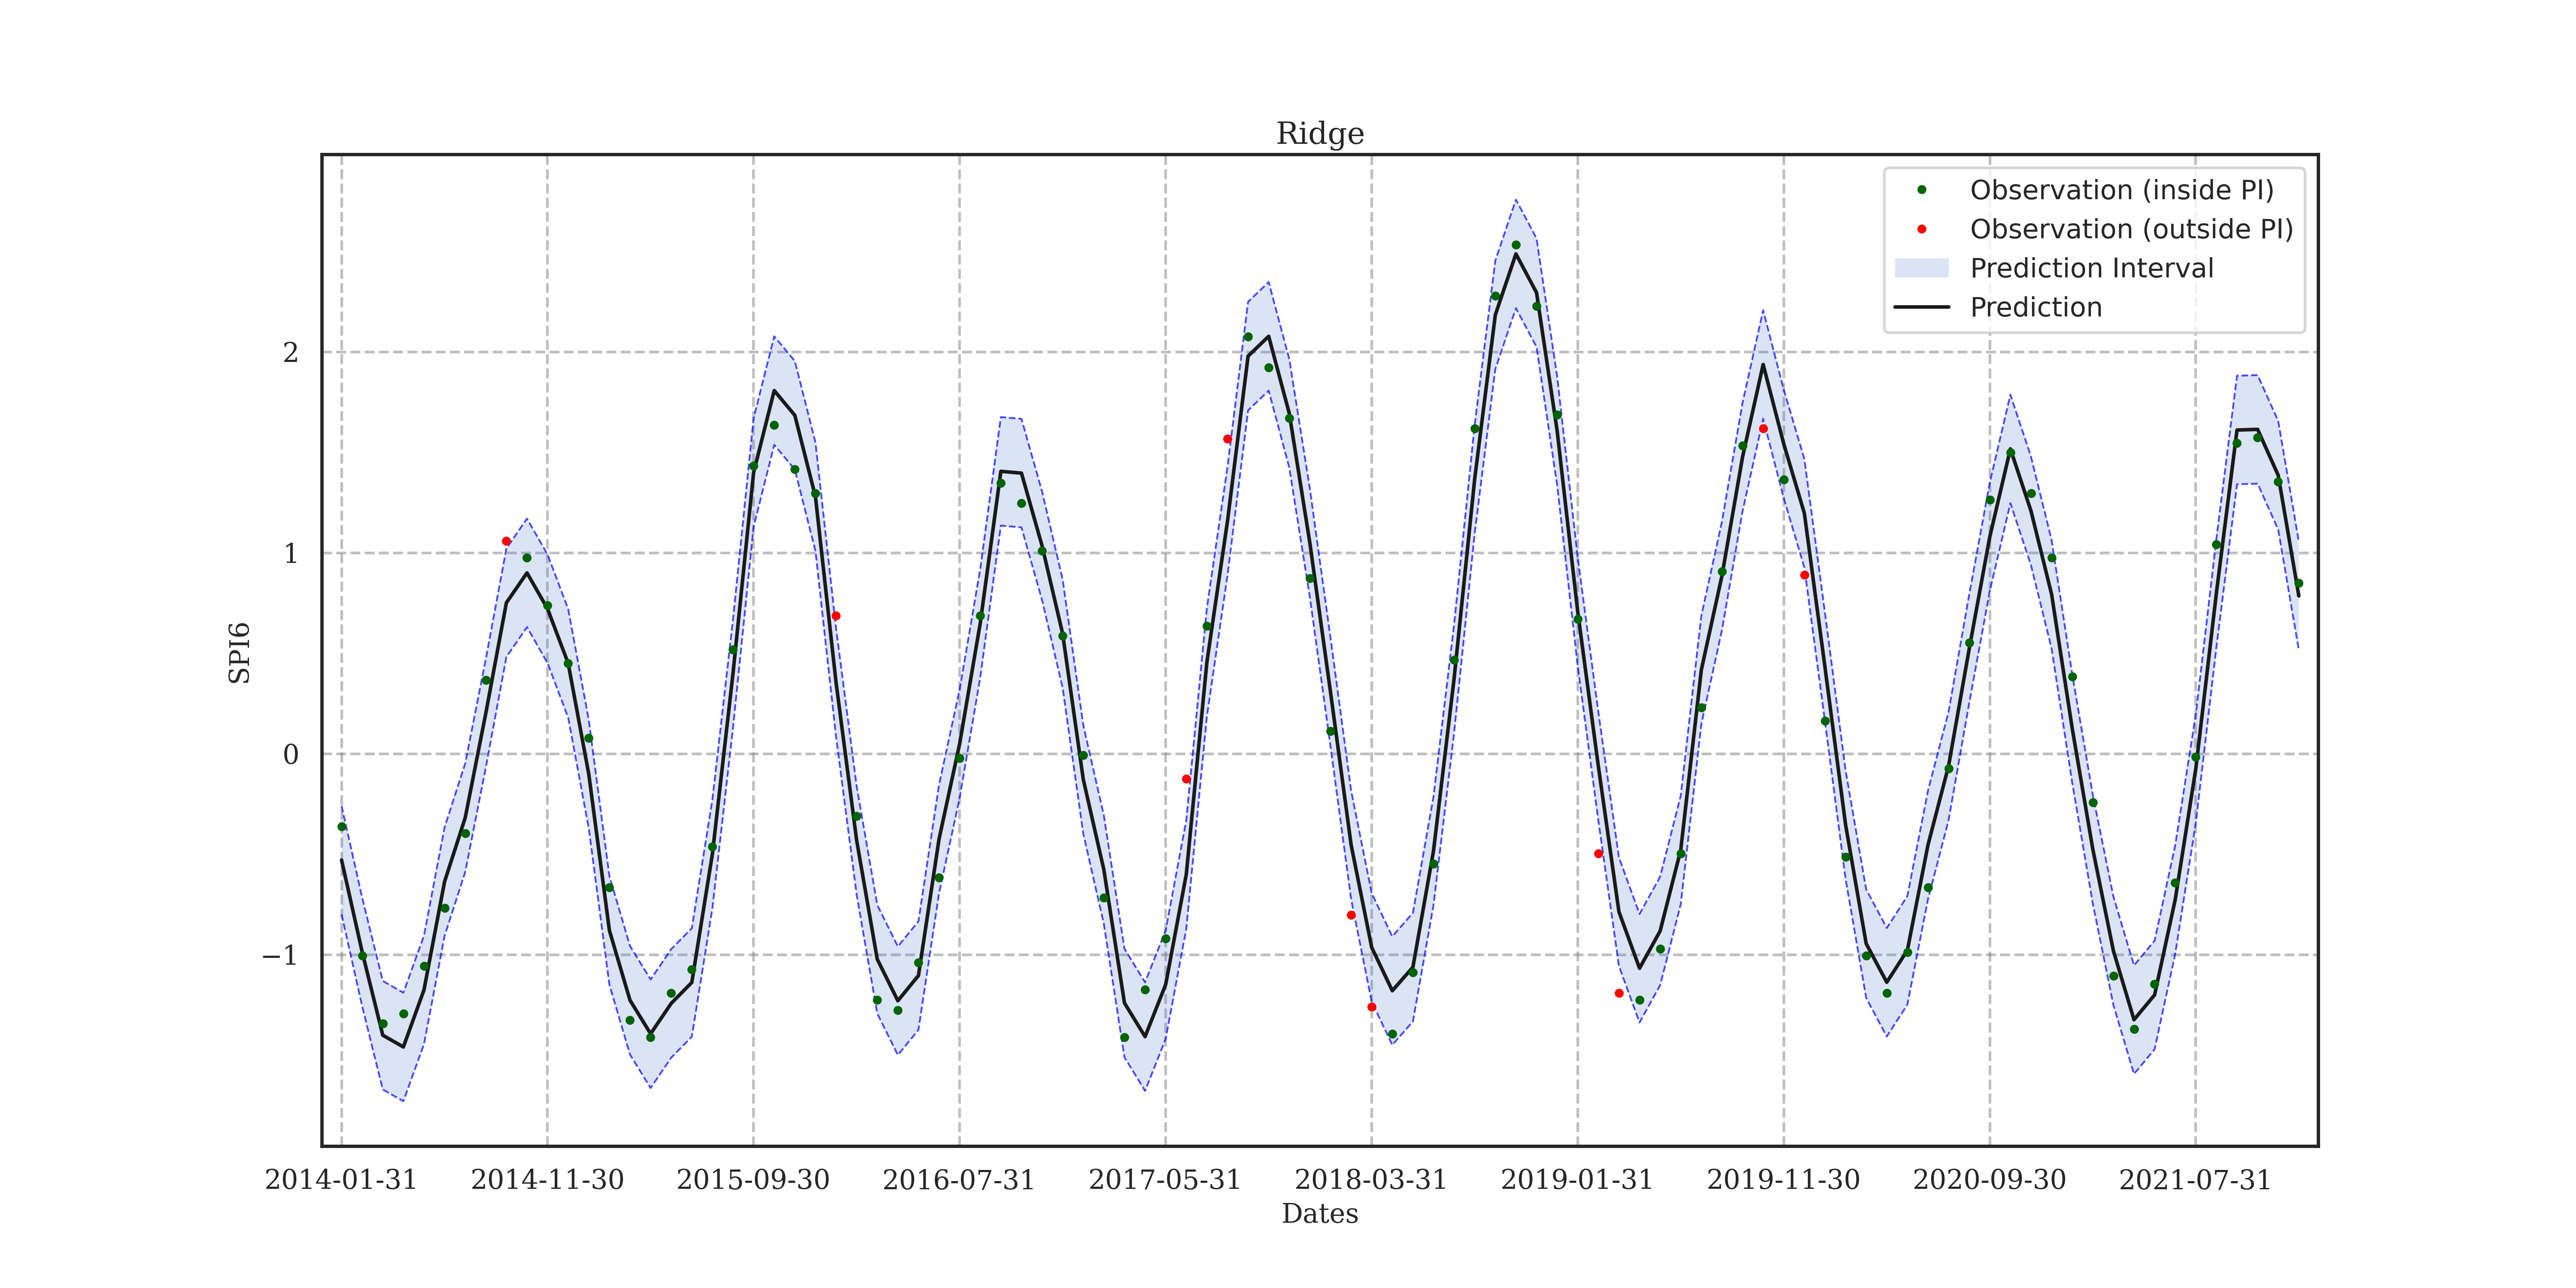 Ridge
Observation (inside PI)
Observation (outside PI)
Prediction Interval
Prediction
SPI6
2
1
0
−1
2014-01-31 2014-11-30 2015-09-30 2016-07-31 2017-05-31 2018-03-31 2019-01-31 2019-11-30 2020-09-30 2021-07-31
Dates